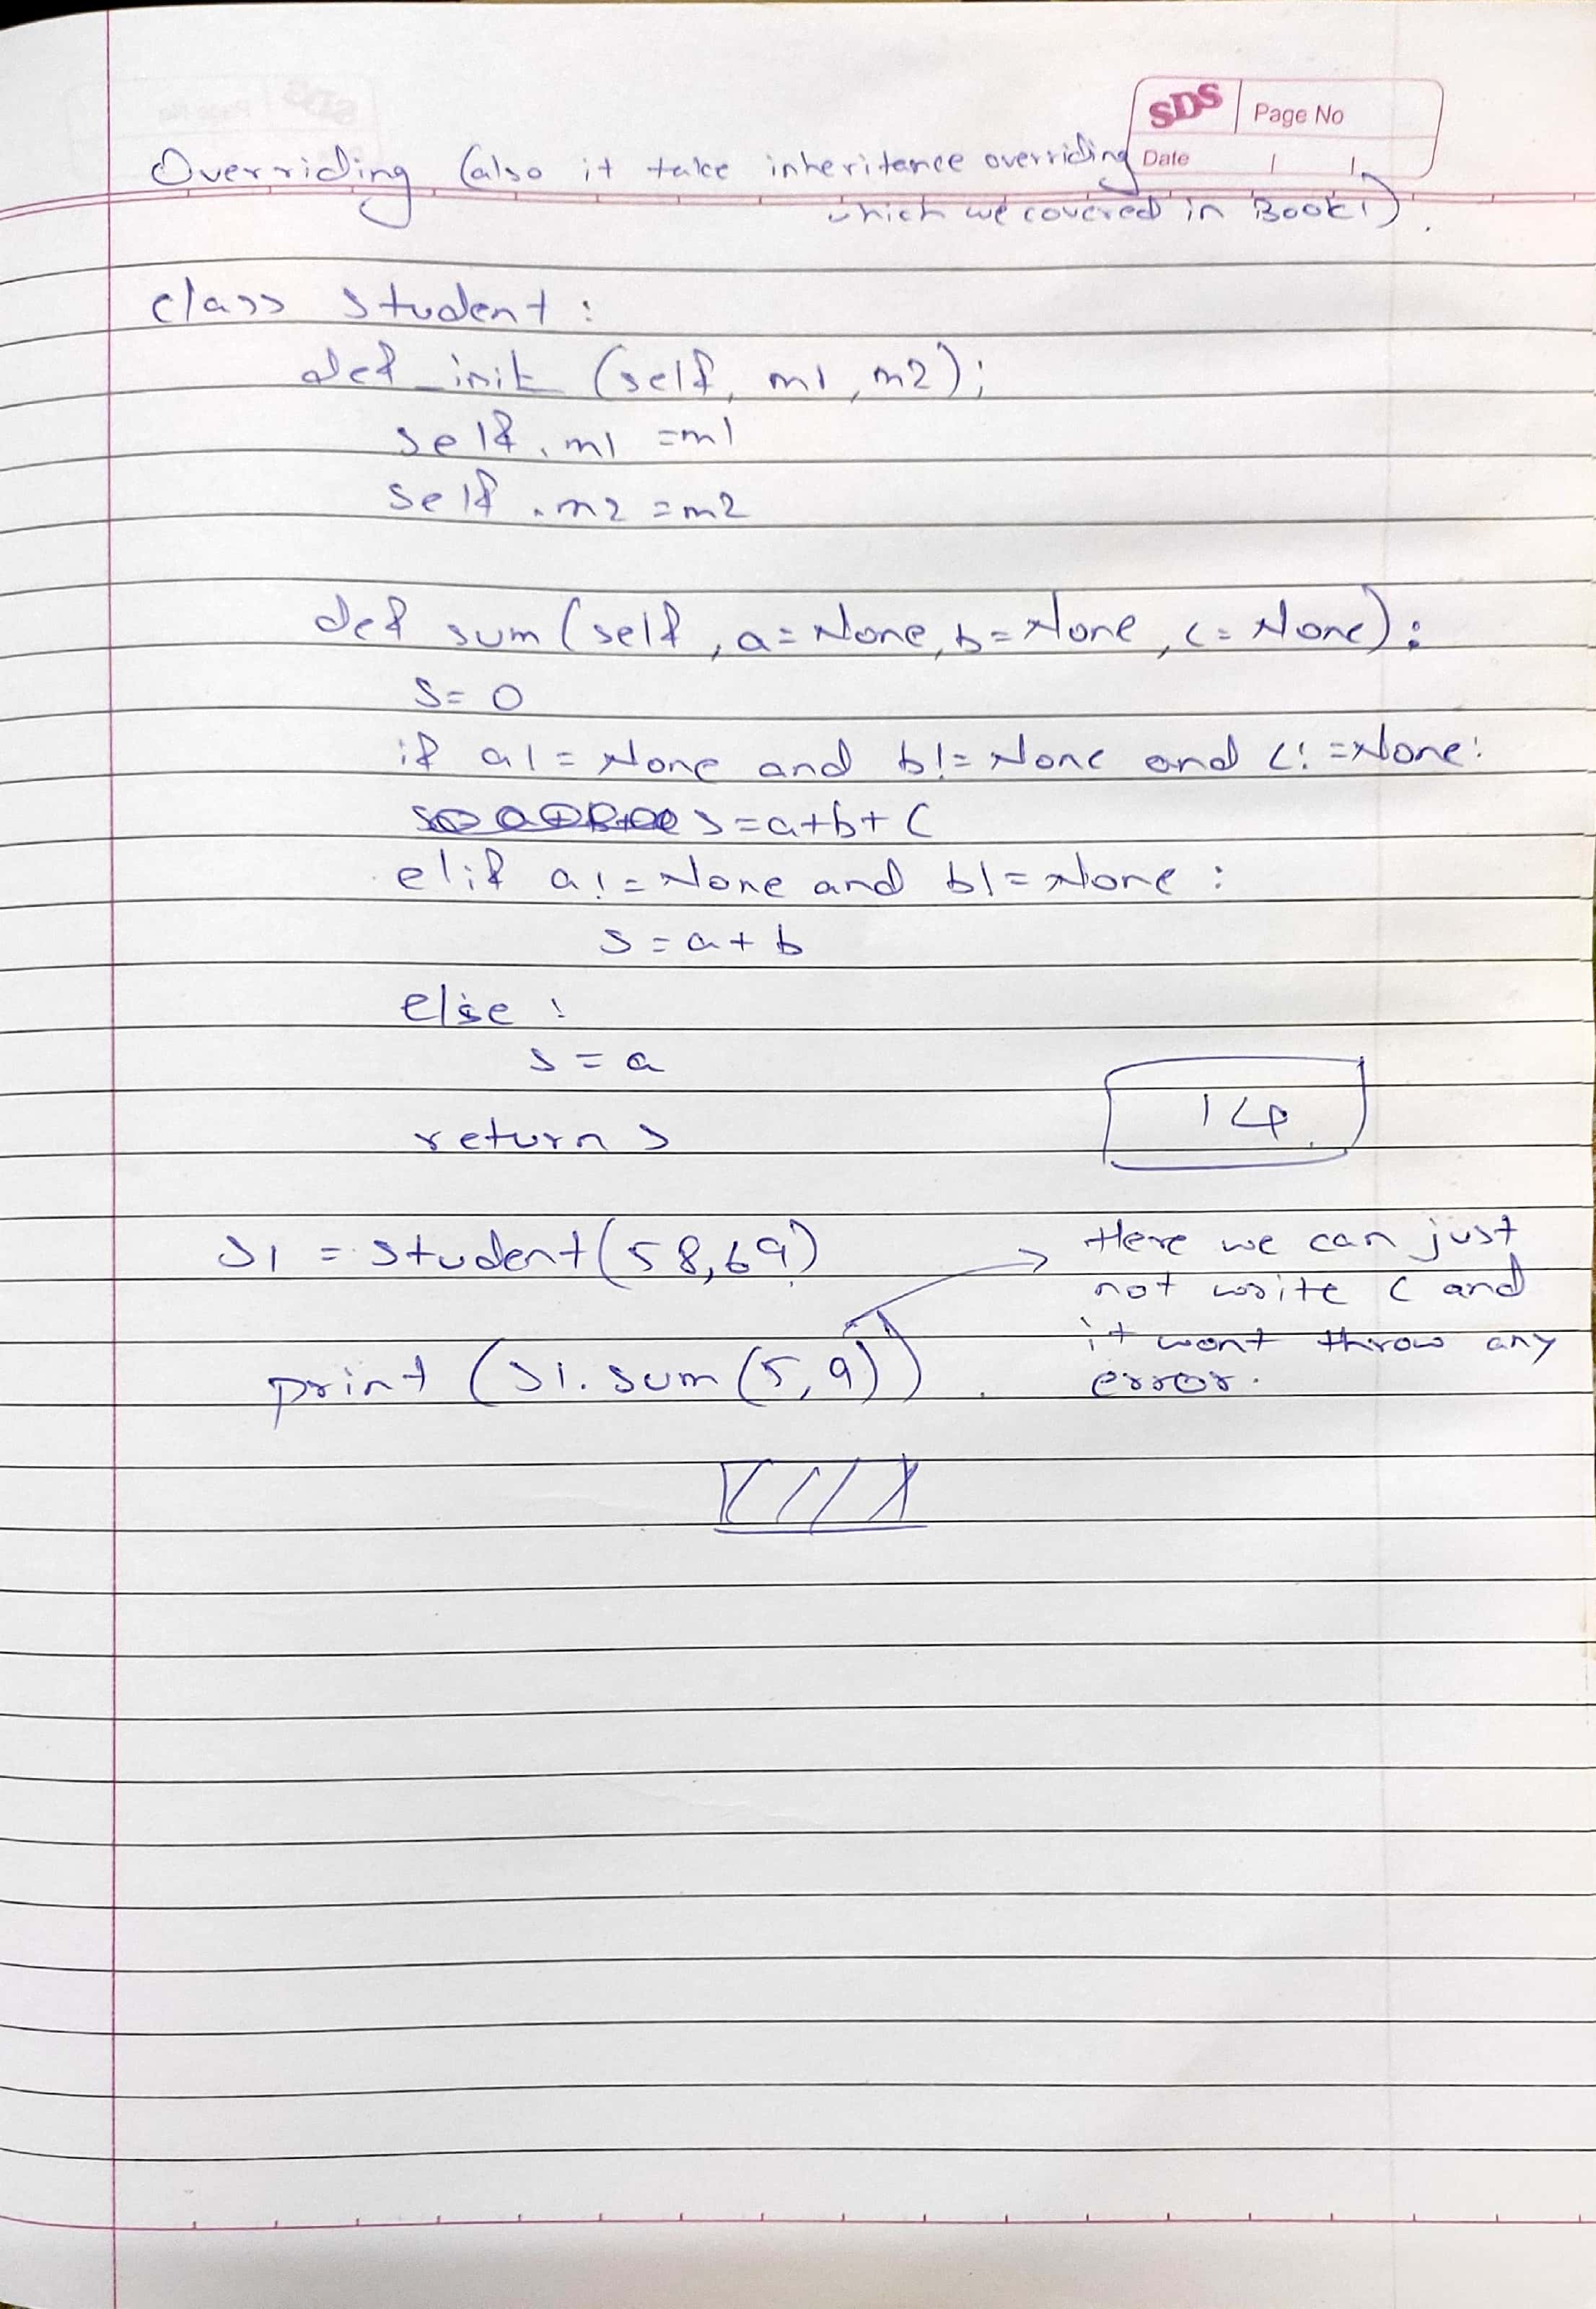 SDS Page No
Date
Overriding (also it take inheritance overriding
which we covered in Book1).
class student:
def _init_ (self, m1, m2);
self.m1 =m1
self.m2 =m2
def sum(self, a=None, b=None, c=None):
s=0
if a!=None and b!=None and c!=None:
s=a+b+c
elif a!=None and b!=None:
s=a+b
else:
s=a
return s
14
s1 = student(58,69)
Here we can just
not write c and
it wont throw any
error.
print (s1.sum(5,9))